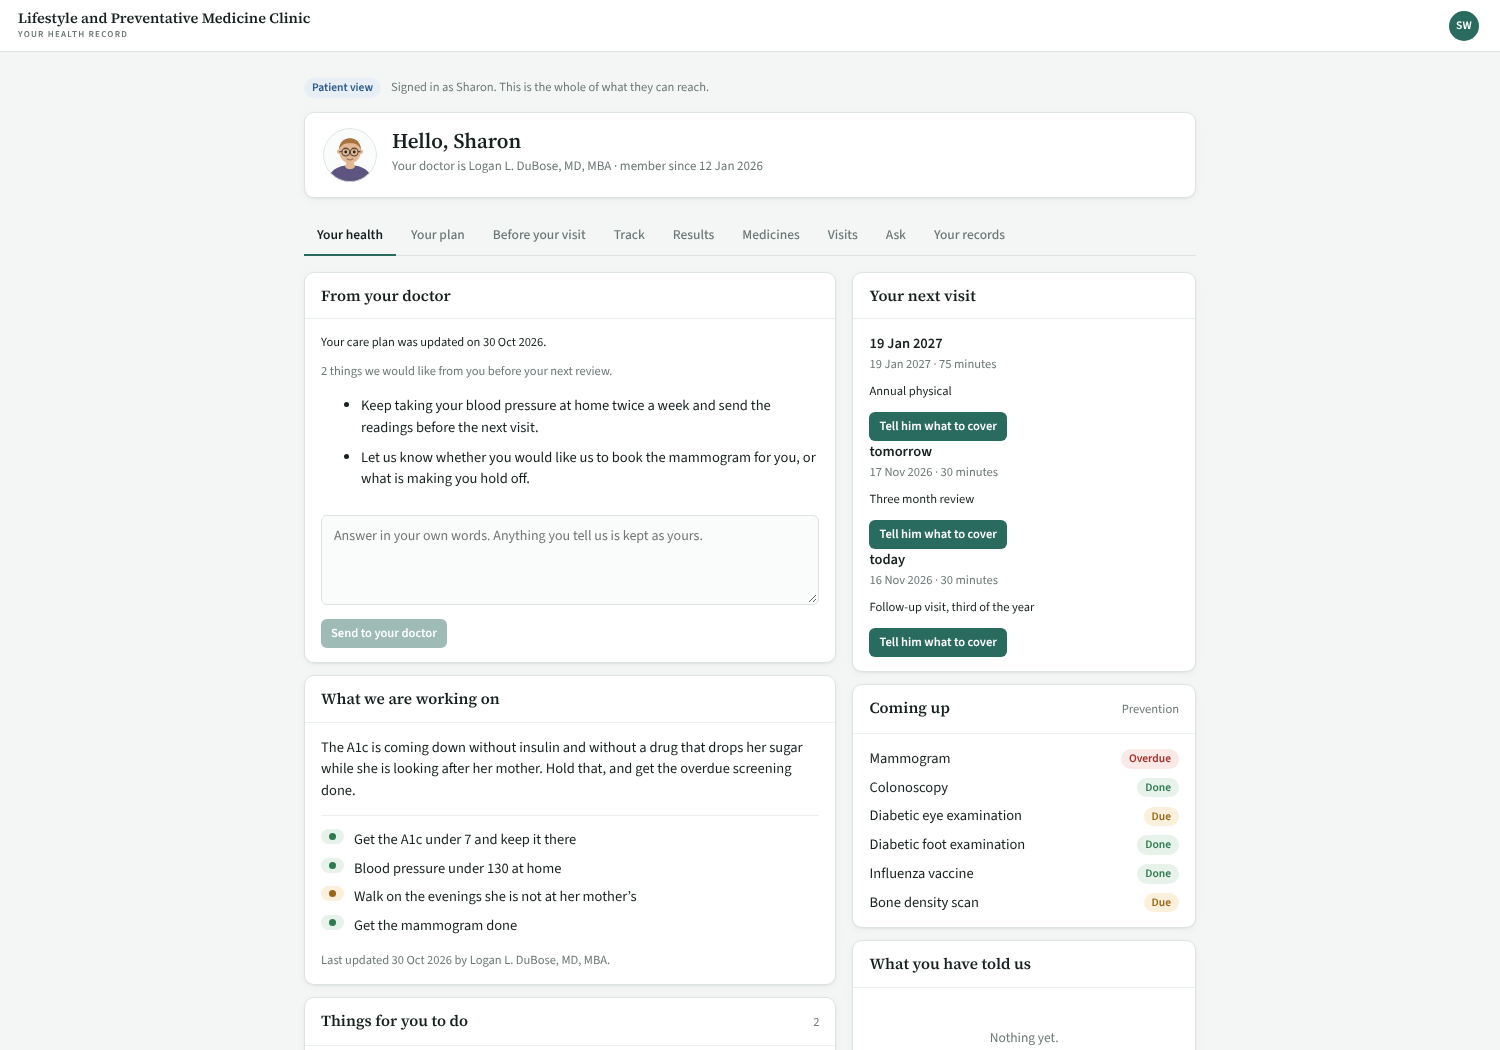 Lifestyle and Preventative Medicine Clinic
YOUR HEALTH RECORD
SW
Patient view
Signed in as Sharon. This is the whole of what they can reach.
Hello, Sharon
Your doctor is Logan L. DuBose, MD, MBA · member since 12 Jan 2026
Your health
Your plan
Before your visit
Track
Results
Medicines
Visits
Ask
Your records
From your doctor
Your care plan was updated on 30 Oct 2026.
2 things we would like from you before your next review.
• Keep taking your blood pressure at home twice a week and send the
readings before the next visit.
• Let us know whether you would like us to book the mammogram for you, or
what is making you hold off.
Answer in your own words. Anything you tell us is kept as yours.
Send to your doctor
What we are working on
The A1c is coming down without insulin and without a drug that drops her sugar
while she is looking after her mother. Hold that, and get the overdue screening
done.
Get the A1c under 7 and keep it there
Blood pressure under 130 at home
Walk on the evenings she is not at her mother’s
Get the mammogram done
Last updated 30 Oct 2026 by Logan L. DuBose, MD, MBA.
Things for you to do
2
Your next visit
19 Jan 2027
19 Jan 2027 · 75 minutes
Annual physical
Tell him what to cover
tomorrow
17 Nov 2026 · 30 minutes
Three month review
Tell him what to cover
today
16 Nov 2026 · 30 minutes
Follow-up visit, third of the year
Tell him what to cover
Coming up
Prevention
Mammogram
Overdue
Colonoscopy
Done
Diabetic eye examination
Due
Diabetic foot examination
Done
Influenza vaccine
Done
Bone density scan
Due
What you have told us
Nothing yet.